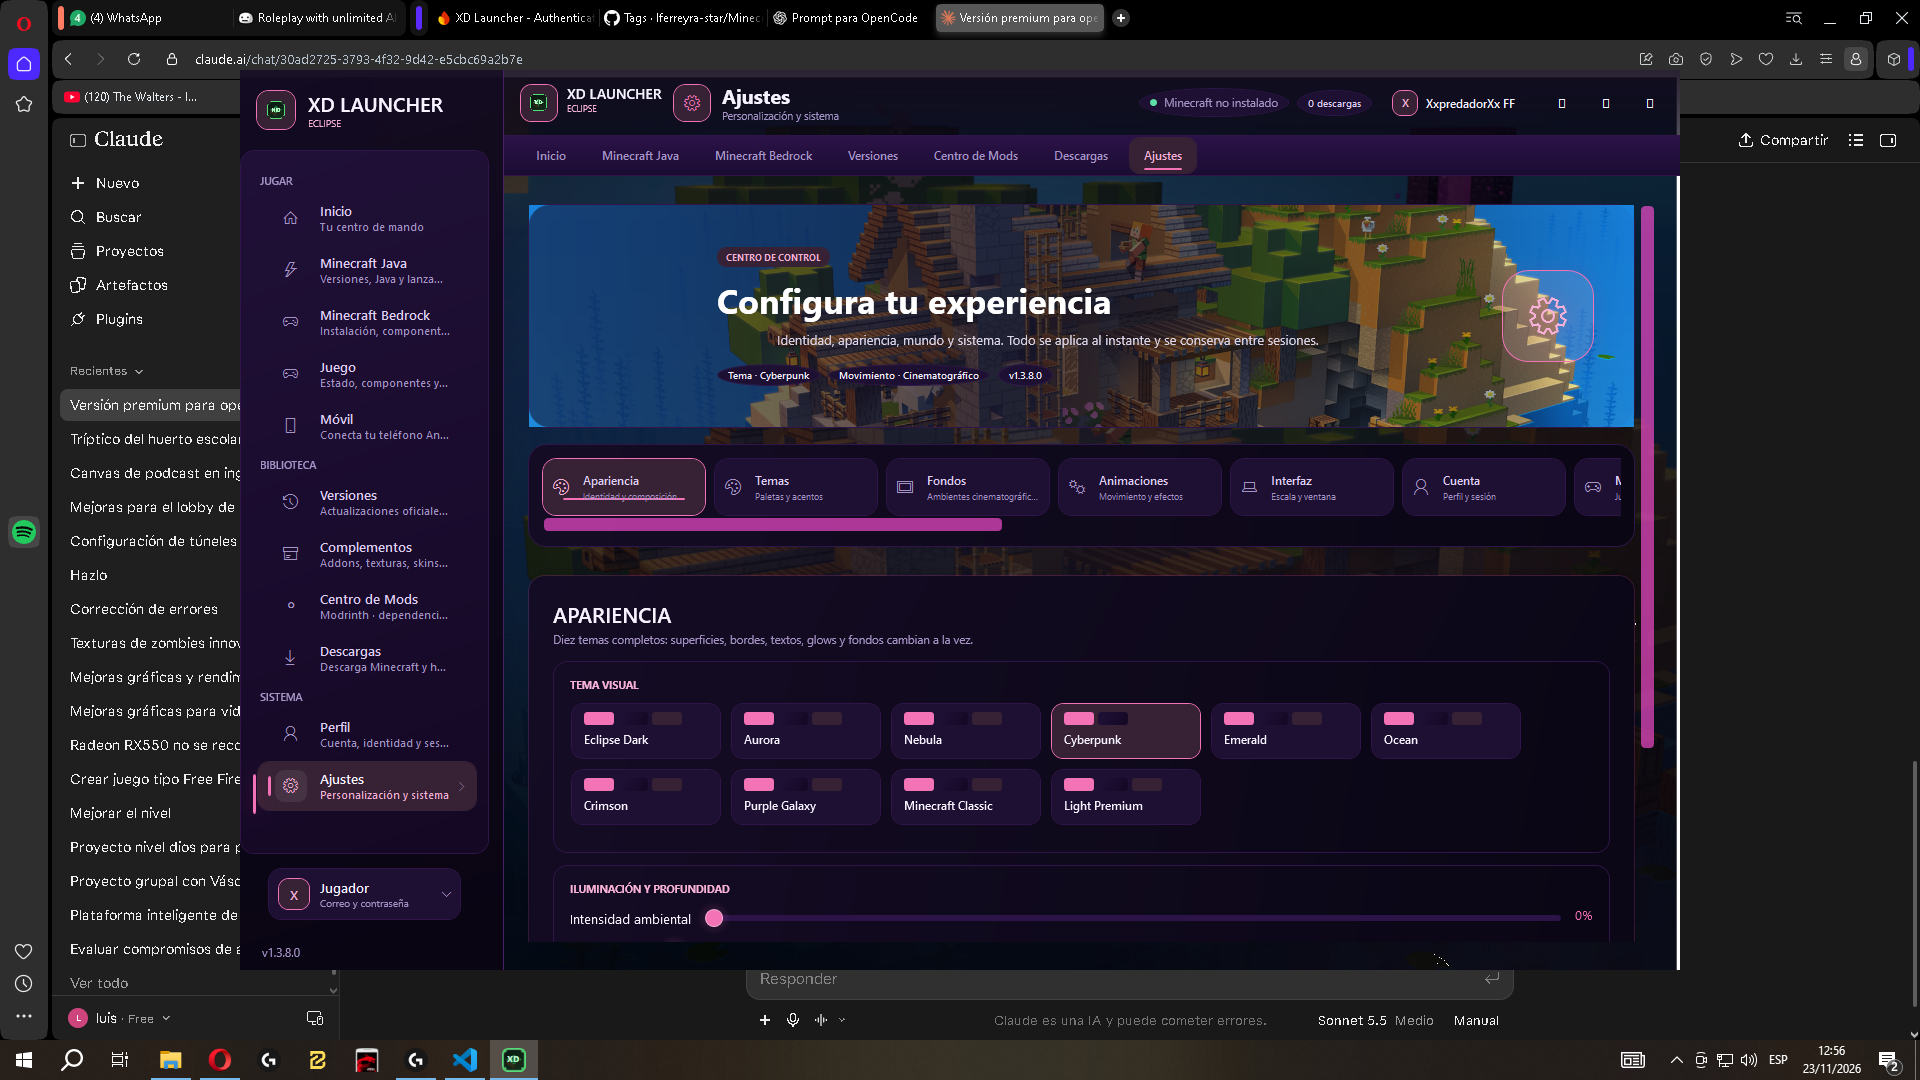 (4) WhatsApp
Roleplay with unlimited AI
XD Launcher - Authentica
Tags · lferreyra-star/Minec
Prompt para OpenCode
Versión premium para ope
claude.ai/chat/30ad2725-3793-4f32-9d42-e5cbc69a2b7e
(120) The Walters - I...
Claude
Nuevo
Buscar
Proyectos
Artefactos
Plugins
Recientes
Versión premium para ope
Tríptico del huerto escolar
Canvas de podcast en ing
Mejoras para el lobby de
Configuración de túneles
Hazlo
Corrección de errores
Texturas de zombies innov
Mejoras gráficas y rendim
Mejoras gráficas para vid
Radeon RX550 no se reco
Crear juego tipo Free Fire
Mejorar el nivel
Proyecto nivel dios para p
Proyecto grupal con Vásc
Plataforma inteligente de
Evaluar compromisos de a
Ver todo
L luis · Free
XD LAUNCHER
ECLIPSE
JUGAR
Inicio
Tu centro de mando
Minecraft Java
Versiones, Java y lanza...
Minecraft Bedrock
Instalación, component...
Juego
Estado, componentes y...
Móvil
Conecta tu teléfono An...
BIBLIOTECA
Versiones
Actualizaciones oficiale...
Complementos
Addons, texturas, skins...
Centro de Mods
Modrinth · dependenci...
Descargas
Descarga Minecraft y h...
SISTEMA
Perfil
Cuenta, identidad y ses...
Ajustes
Personalización y sistema
X Jugador
Correo y contraseña
v1.3.8.0
XD LAUNCHER
ECLIPSE
Ajustes
Personalización y sistema
Minecraft no instalado
0 descargas
X XxpredadorXx FF
Inicio
Minecraft Java
Minecraft Bedrock
Versiones
Centro de Mods
Descargas
Ajustes
CENTRO DE CONTROL
Configura tu experiencia
Identidad, apariencia, mundo y sistema. Todo se aplica al instante y se conserva entre sesiones.
Tema · Cyberpunk
Movimiento · Cinematográfico
v1.3.8.0
Apariencia
Identidad y composición
Temas
Paletas y acentos
Fondos
Ambientes cinematográfic...
Animaciones
Movimiento y efectos
Interfaz
Escala y ventana
Cuenta
Perfil y sesión
APARIENCIA
Diez temas completos: superficies, bordes, textos, glows y fondos cambian a la vez.
TEMA VISUAL
Eclipse Dark
Aurora
Nebula
Cyberpunk
Emerald
Ocean
Crimson
Purple Galaxy
Minecraft Classic
Light Premium
ILUMINACIÓN Y PROFUNDIDAD
Intensidad ambiental
0%
Compartir
Responder
Claude es una IA y puede cometer errores.
Sonnet 5.5 Medio
Manual
XD
ESP
12:56
23/11/2026
2